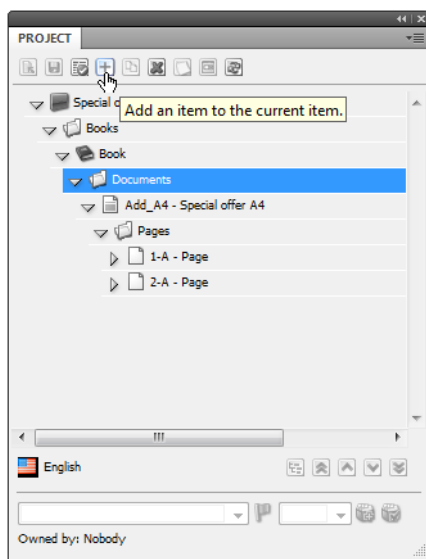 PROJECT
Special o
Add an item to the current item.
Books
Book
Documents
Add_A4 - Special offer A4
Pages
1-A - Page
2-A - Page
English
Owned by: Nobody